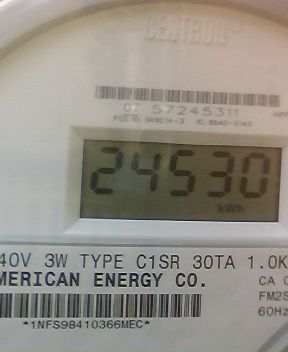 CENTRON
07 57245311
24530
kWh
40V 3W TYPE C1SR 30TA 1.0K
MERICAN ENERGY CO.
CA
FM2S
60Hz
*1NFS98410366MEC*